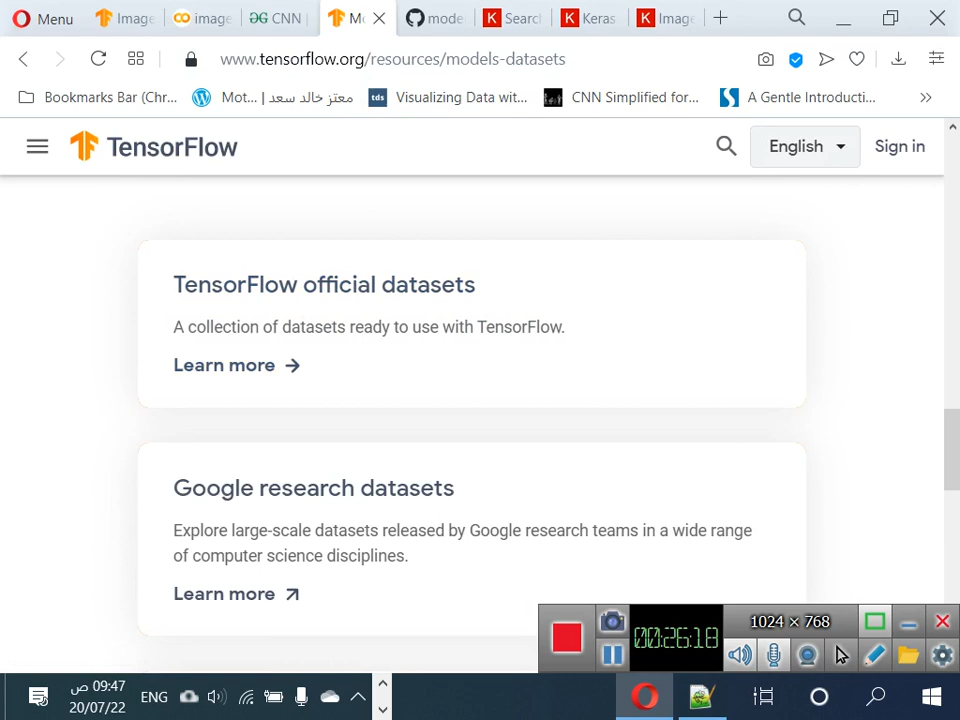 Menu
Image
image
CNN
Mo
mode
Search
Keras
Image
www.tensorflow.org/resources/models-datasets
Bookmarks Bar (Chr...
Mot... | معتز خالد سعد
tds Visualizing Data wit...
CNN Simplified for...
A Gentle Introducti...
TensorFlow
English
Sign in
TensorFlow official datasets
A collection of datasets ready to use with TensorFlow.
Learn more
Google research datasets
Explore large-scale datasets released by Google research teams in a wide range
of computer science disciplines.
Learn more
1024 × 768
00:26:18
09:47 ص
ENG
20/07/22